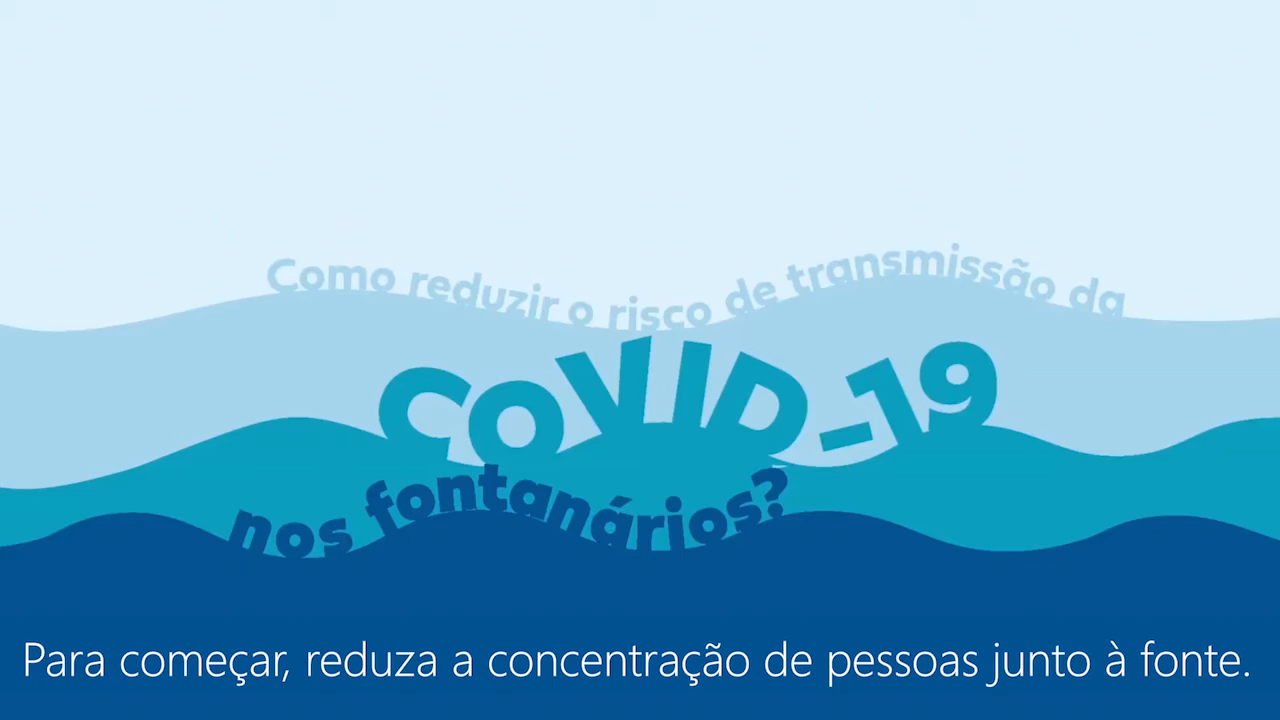 Como reduzir o risco de transmissão da
COVID-19
nos fontanários?
Para começar, reduza a concentração de pessoas junto à fonte.